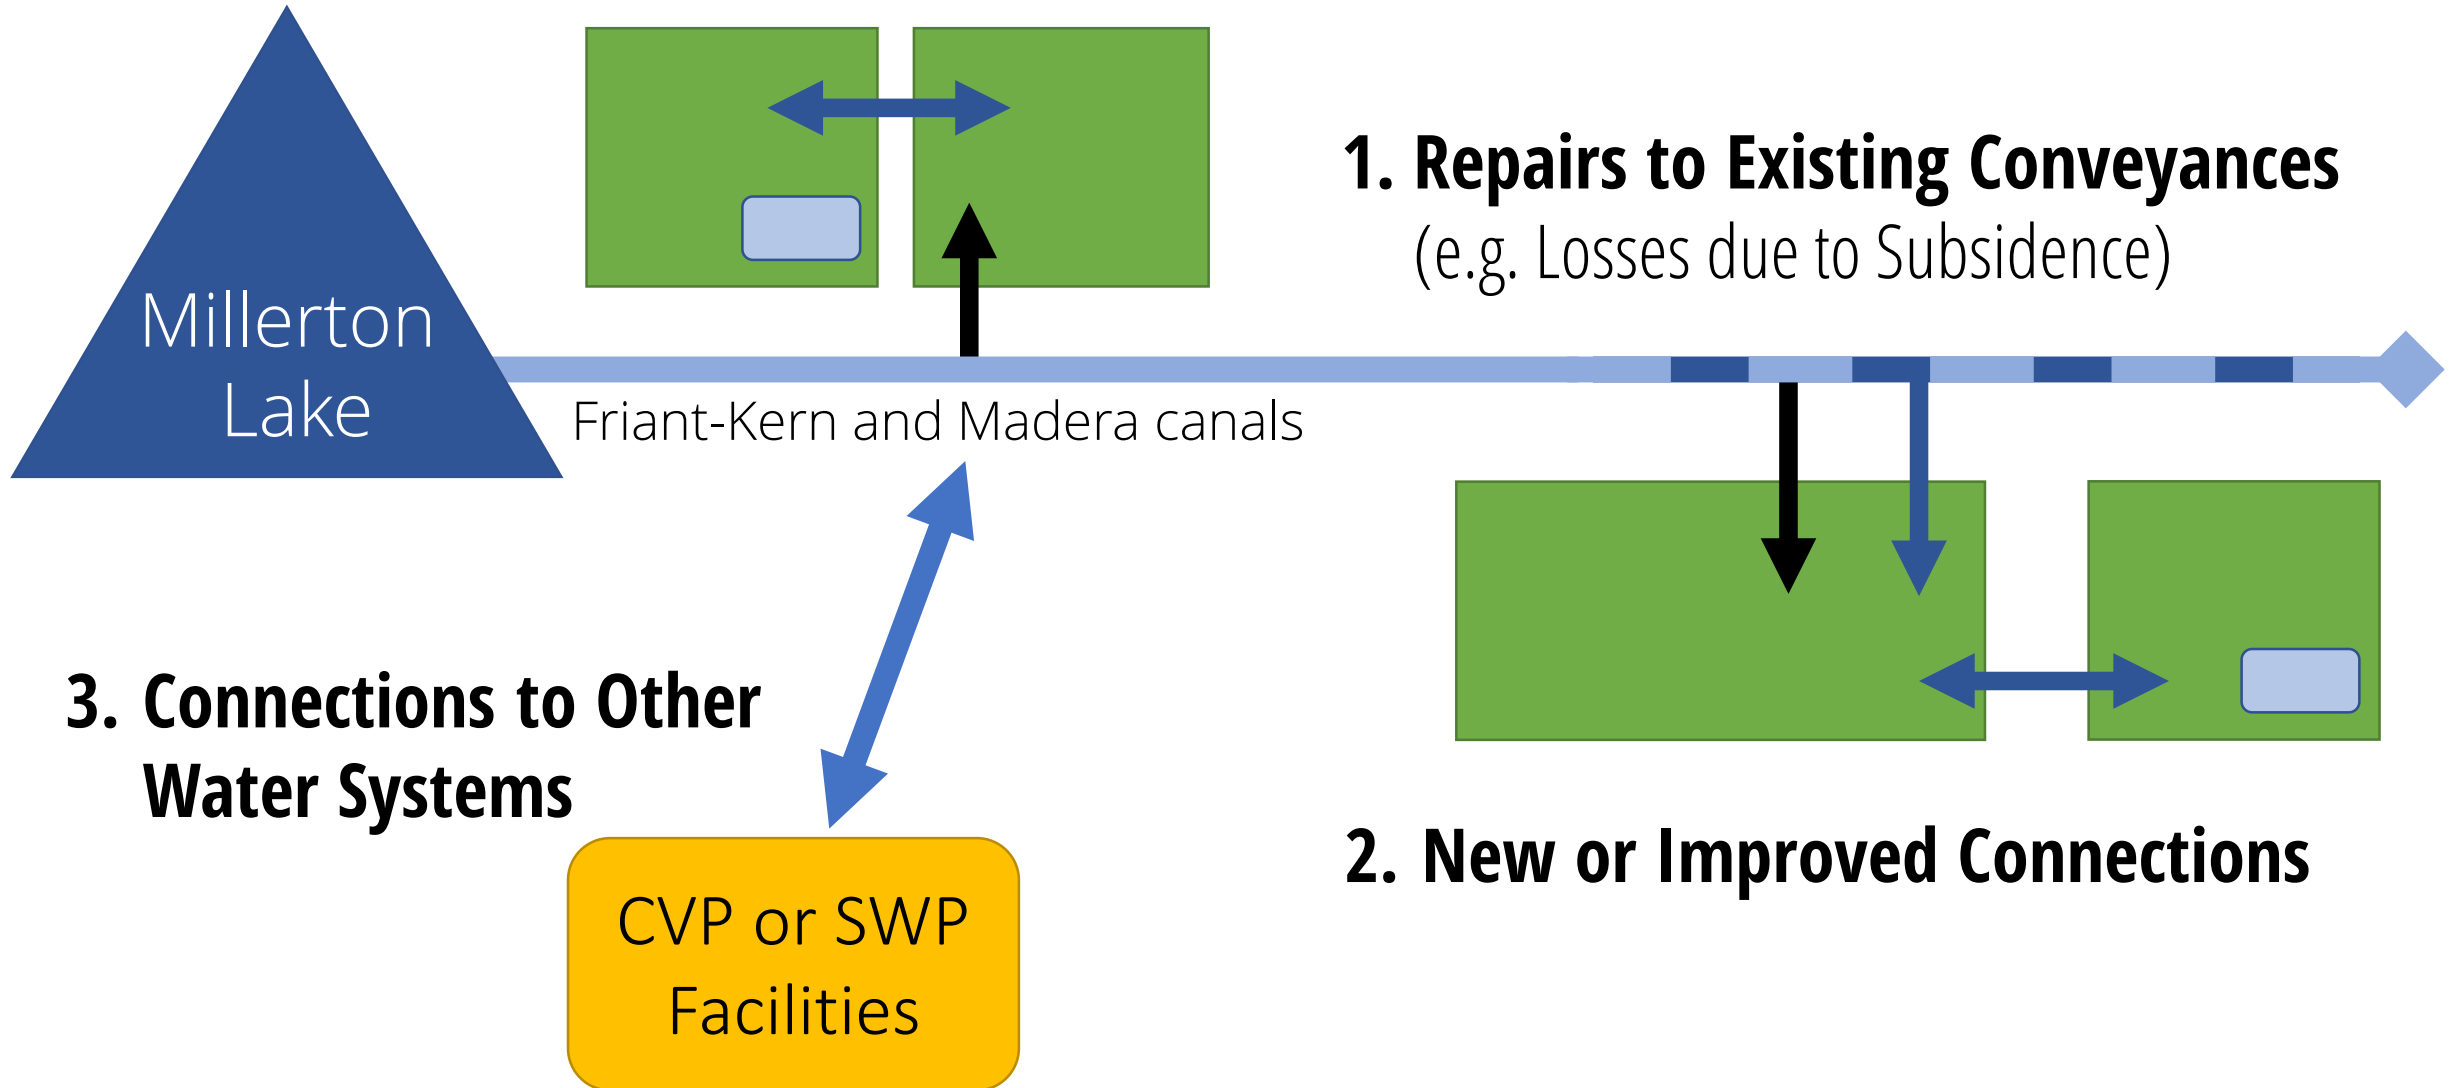 Millerton
Lake
Friant-Kern and Madera canals
1. Repairs to Existing Conveyances
(e.g. Losses due to Subsidence)
2. New or Improved Connections
3. Connections to Other
Water Systems
CVP or SWP
Facilities